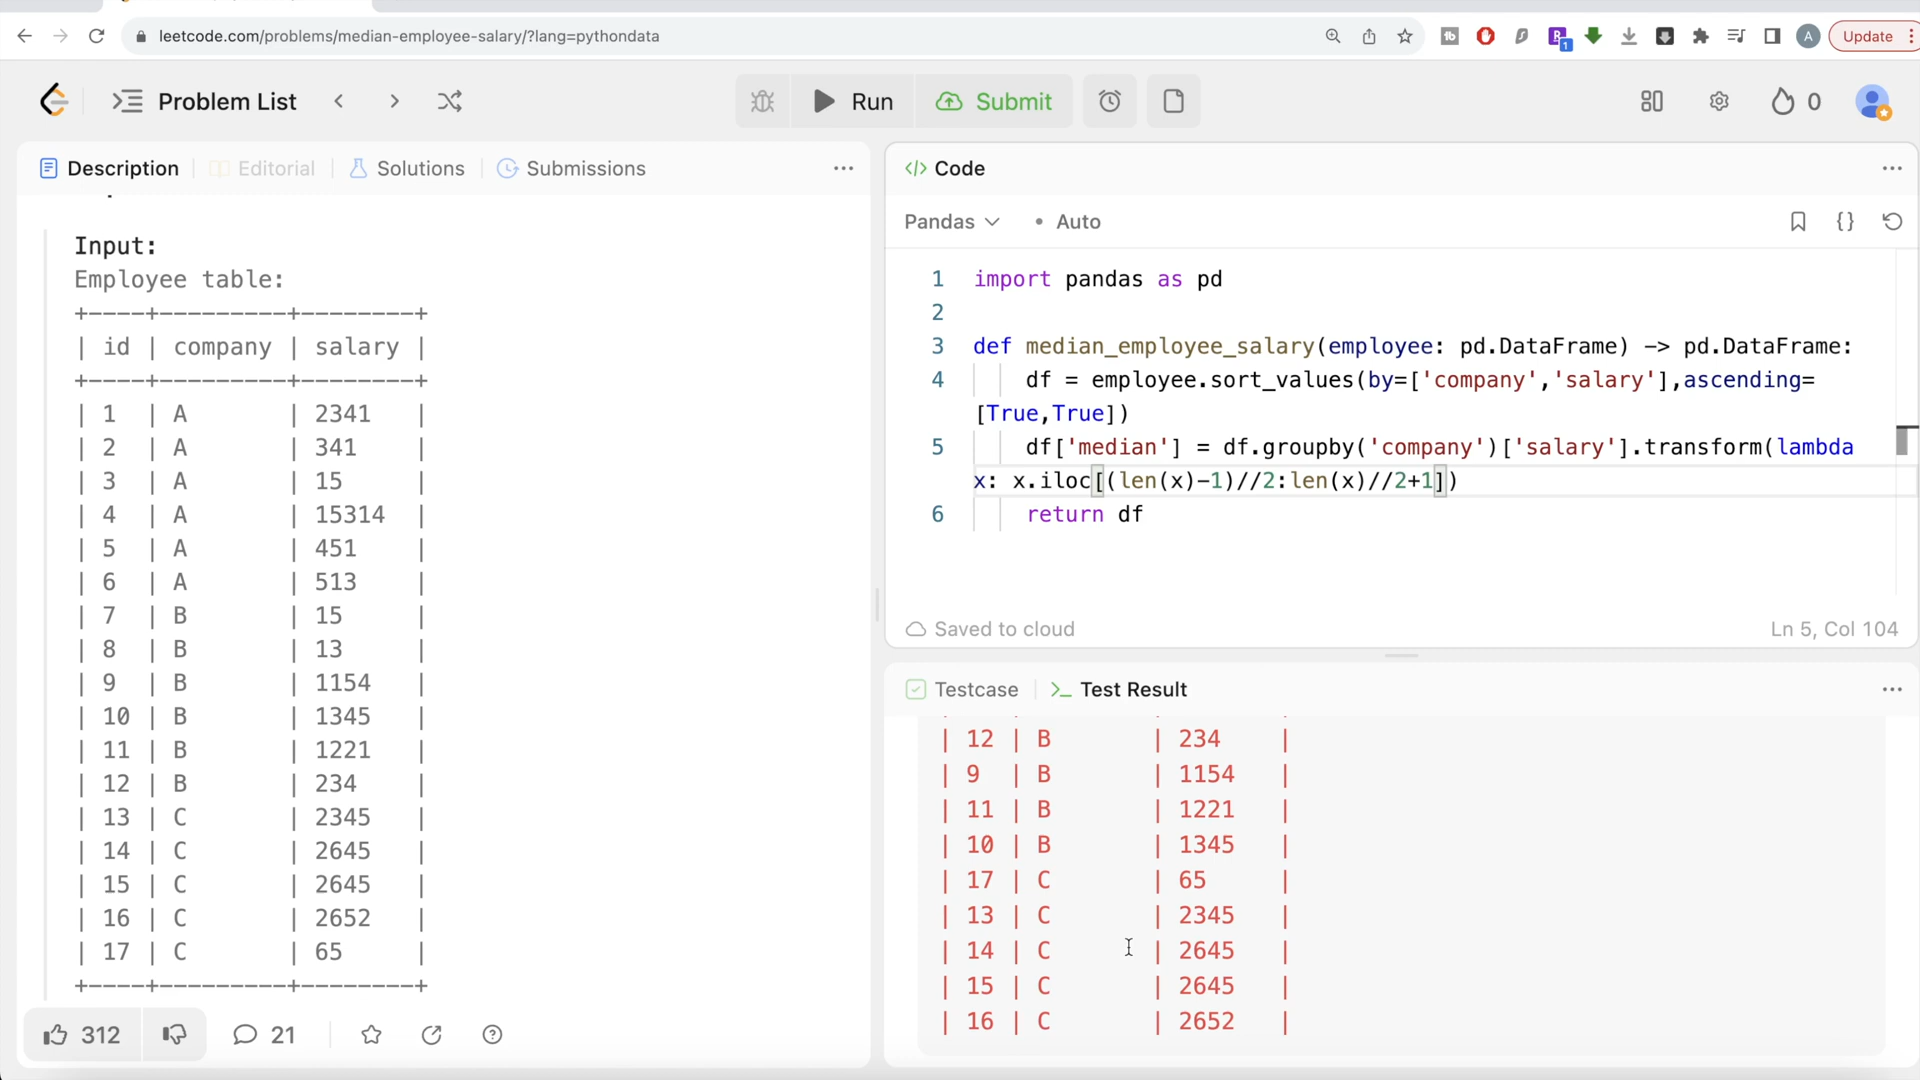 leetcode.com/problems/median-employee-salary/?lang=pythondata
Update
Problem List
Run
Submit
0
Description
Editorial
Solutions
Submissions
Input:
Employee table:
+----+---------+--------+
| id | company | salary |
+----+---------+--------+
| 1 | A | 2341 |
| 2 | A | 341 |
| 3 | A | 15 |
| 4 | A | 15314 |
| 5 | A | 451 |
| 6 | A | 513 |
| 7 | B | 15 |
| 8 | B | 13 |
| 9 | B | 1154 |
| 10 | B | 1345 |
| 11 | B | 1221 |
| 12 | B | 234 |
| 13 | C | 2345 |
| 14 | C | 2645 |
| 15 | C | 2645 |
| 16 | C | 2652 |
| 17 | C | 65 |
+----+---------+--------+
312
21
</> Code
Pandas
• Auto
1 import pandas as pd
2
3 def median_employee_salary(employee: pd.DataFrame) -> pd.DataFrame:
4 df = employee.sort_values(by=['company','salary'],ascending=
[True,True])
5 df['median'] = df.groupby('company')['salary'].transform(lambda
x: x.iloc[(len(x)-1)//2:len(x)//2+1])
6 return df
Saved to cloud
Ln 5, Col 104
Testcase
Test Result
| 12 | B | 234 |
| 9 | B | 1154 |
| 11 | B | 1221 |
| 10 | B | 1345 |
| 17 | C | 65 |
| 13 | C | 2345 |
| 14 | C | 2645 |
| 15 | C | 2645 |
| 16 | C | 2652 |